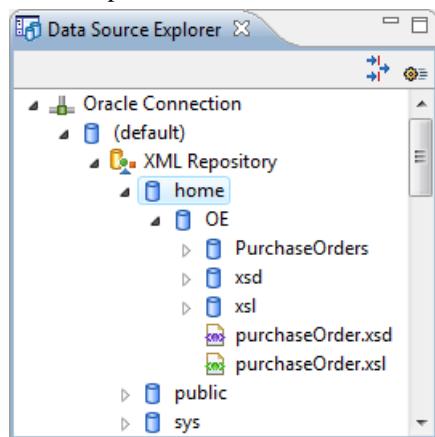 Data Source Explorer
Oracle Connection
(default)
XML Repository
home
OE
PurchaseOrders
xsd
xsl
purchaseOrder.xsd
purchaseOrder.xsl
public
sys